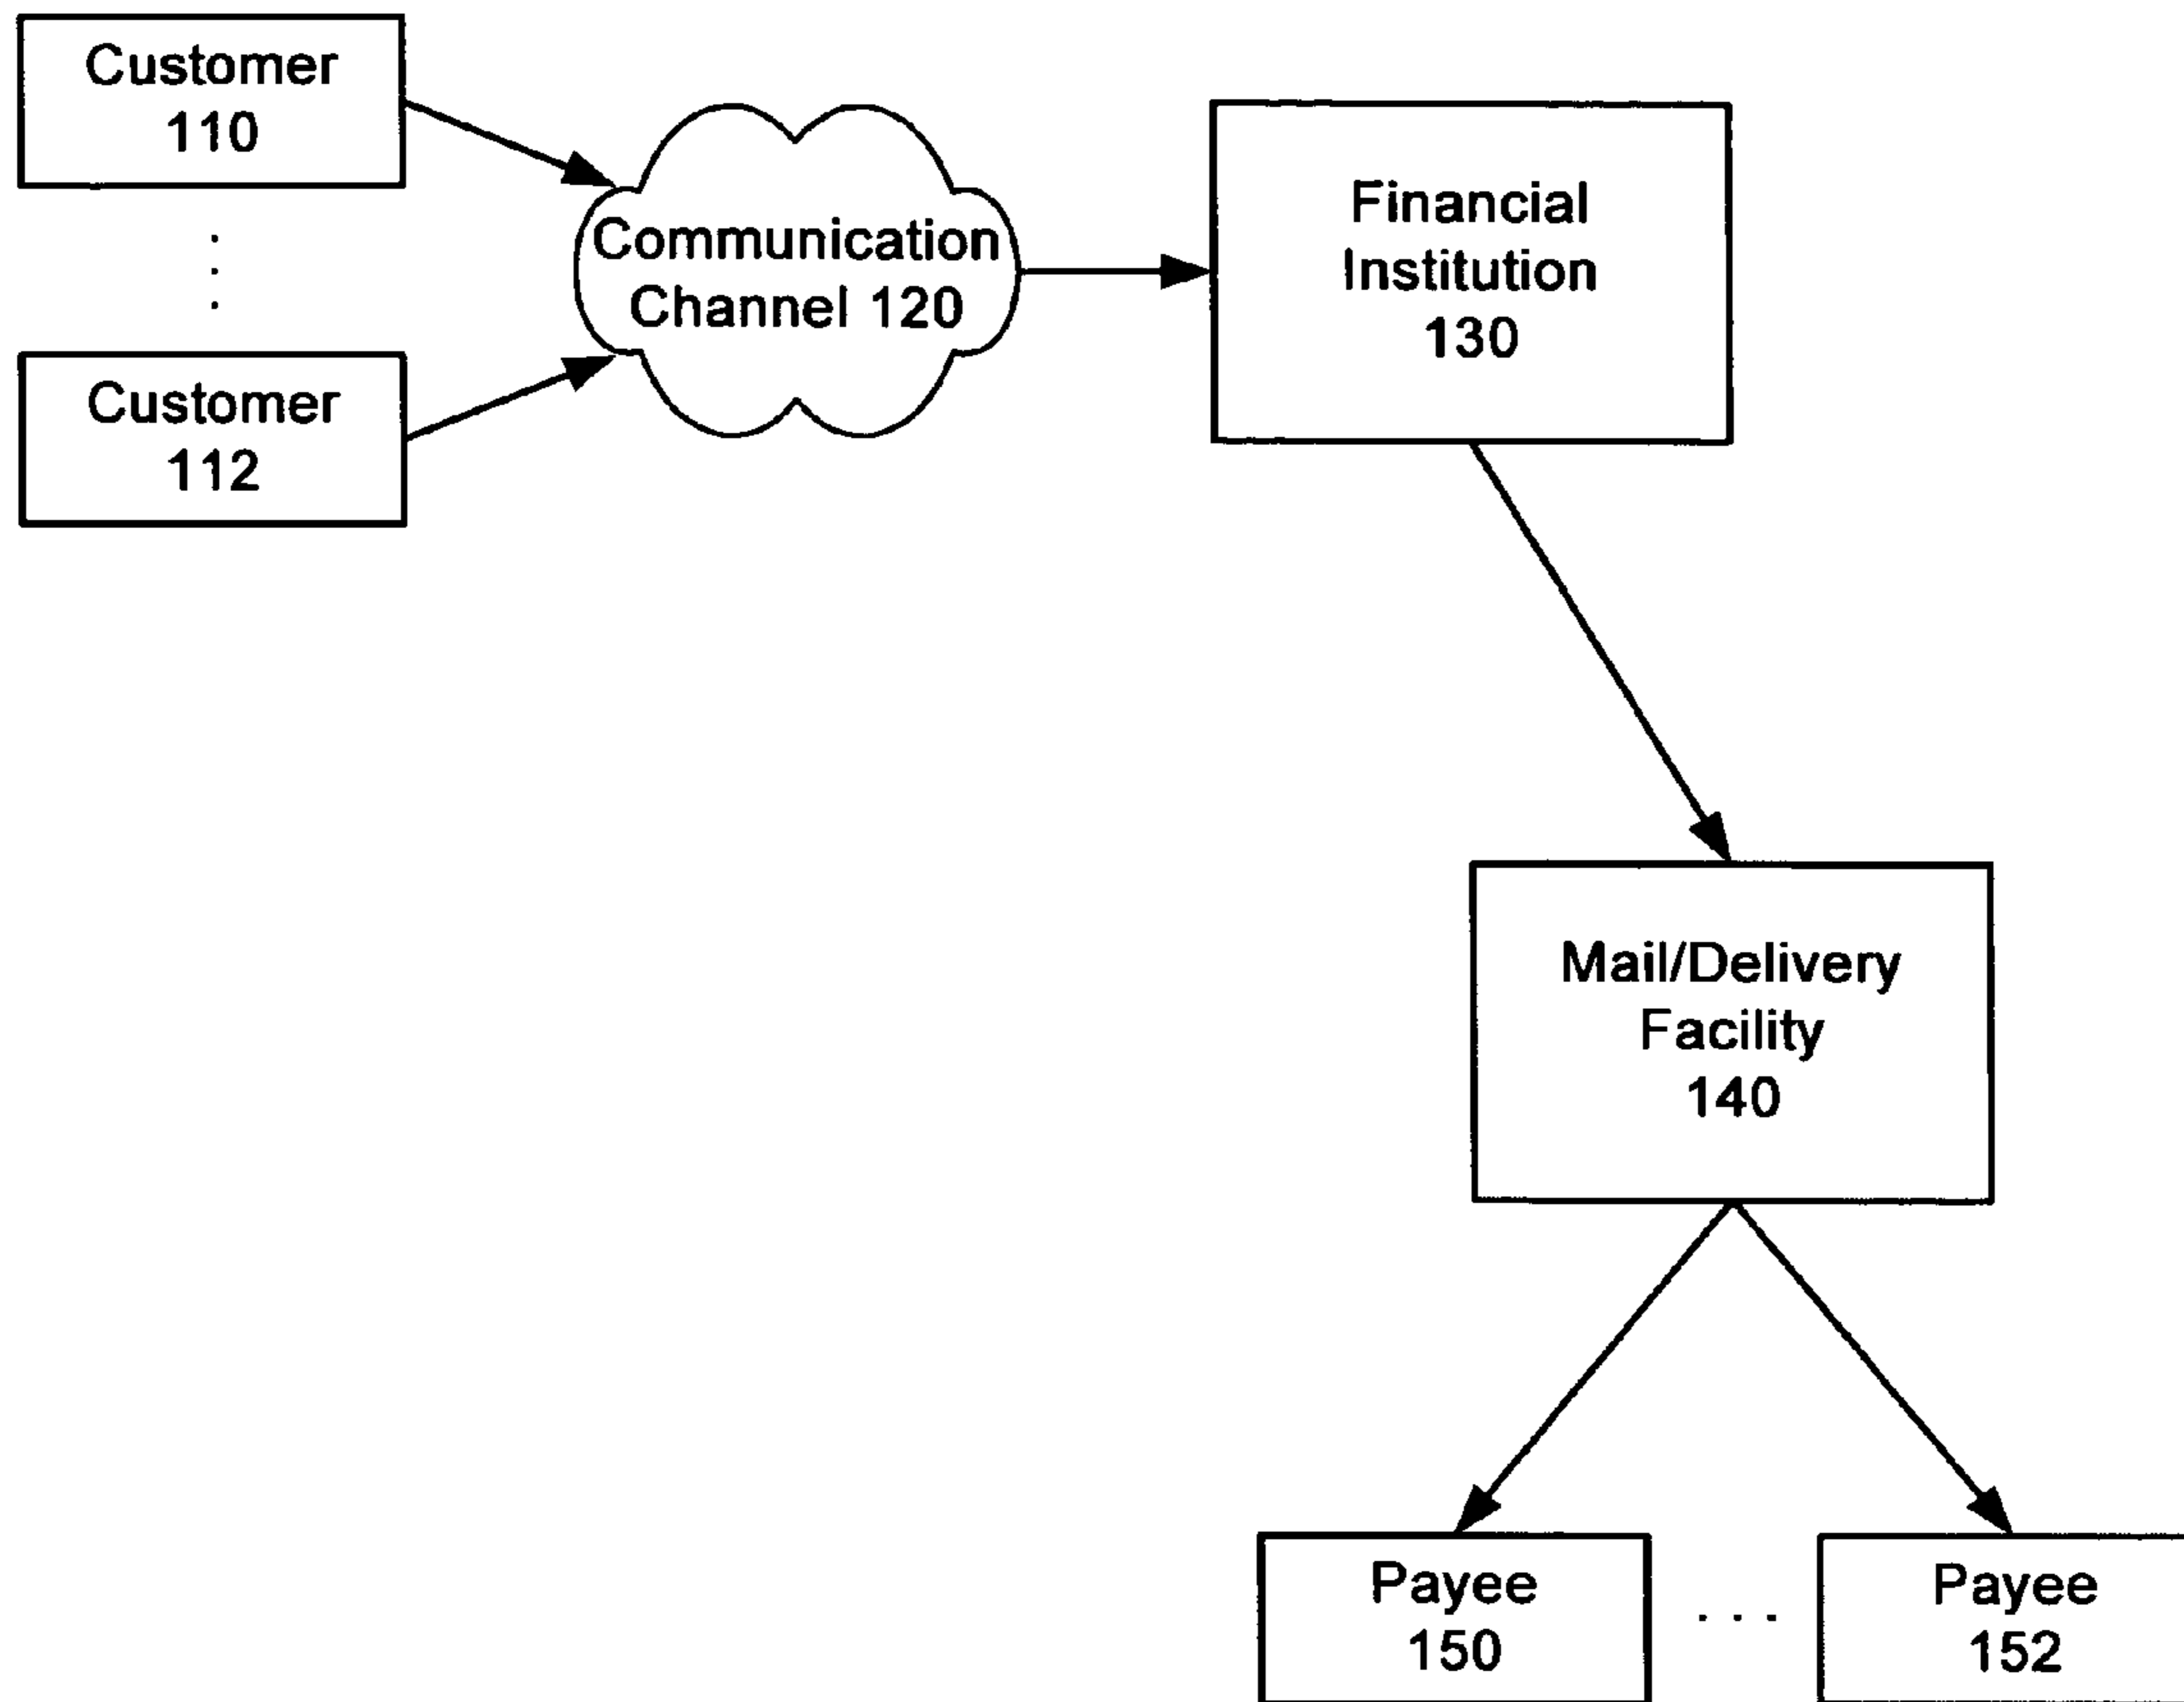 Customer
110
Customer
112
Communication
Channel 120
Financial
Institution
130
Mail/Delivery
Facility
140
Payee
150
. . .
Payee
152